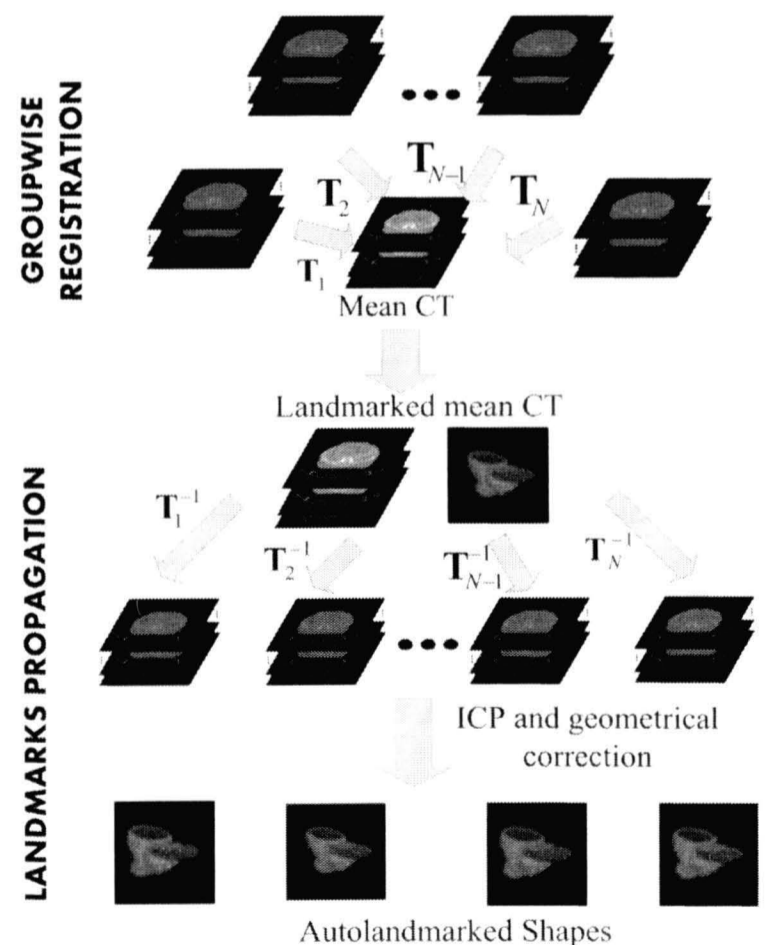 GROUPWISE
REGISTRATION
T_2
T_{N-1}
T_N
T_1
Mean CT
Landmarked mean CT
LANDMARKS PROPAGATION
T_1^{-1}
T_2^{-1}
T_{N-1}^{-1}
T_N^{-1}
ICP and geometrical
correction
Autolandmarked Shapes